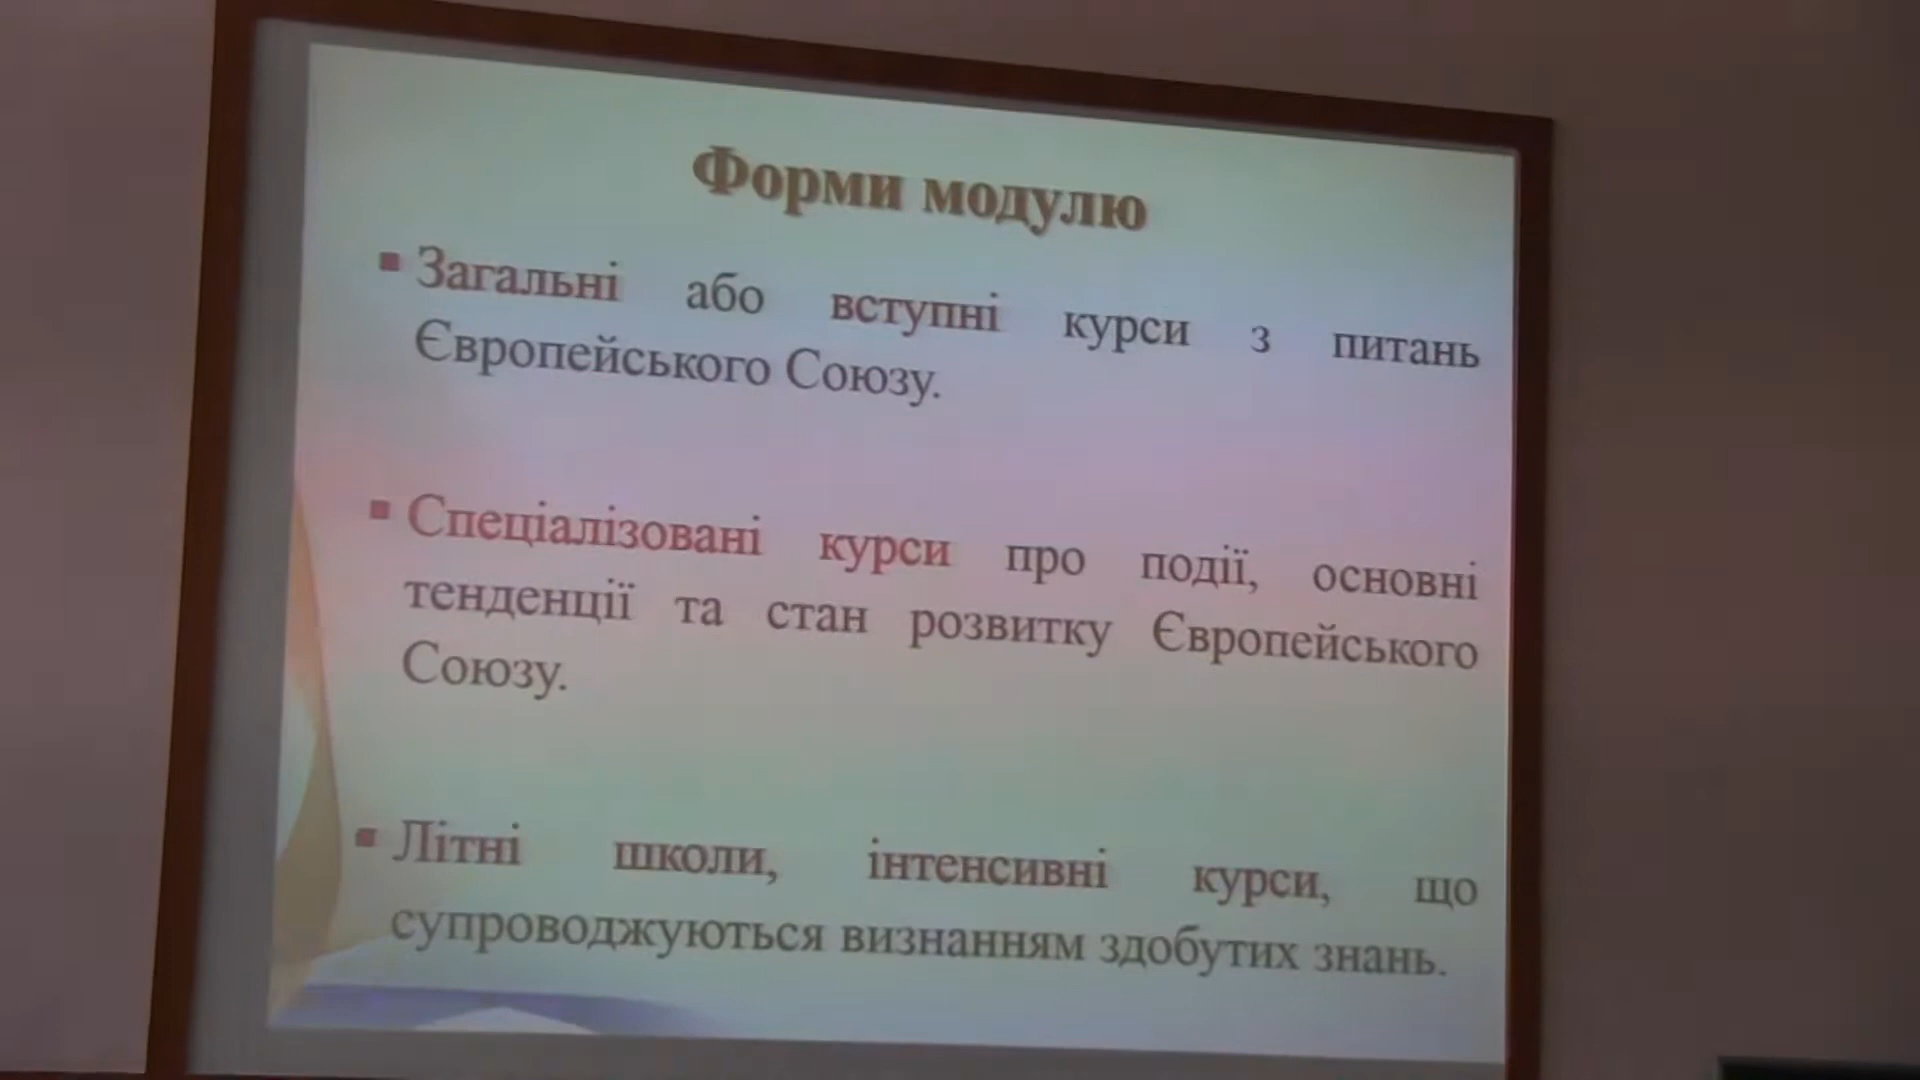 Форми модулю
Загальні або вступні курси з питань
Європейського Союзу.
Спеціалізовані курси про події, основні
тенденції та стан розвитку Європейського
Союзу.
Літні школи, інтенсивні курси, що
супроводжуються визнанням здобутих знань.